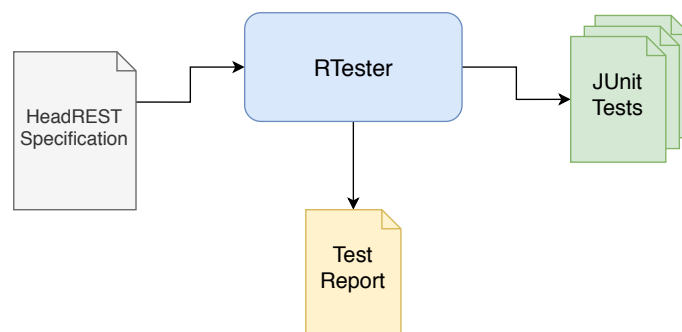 HeadREST
Specification
RTester
JUnit
Tests
Test
Report